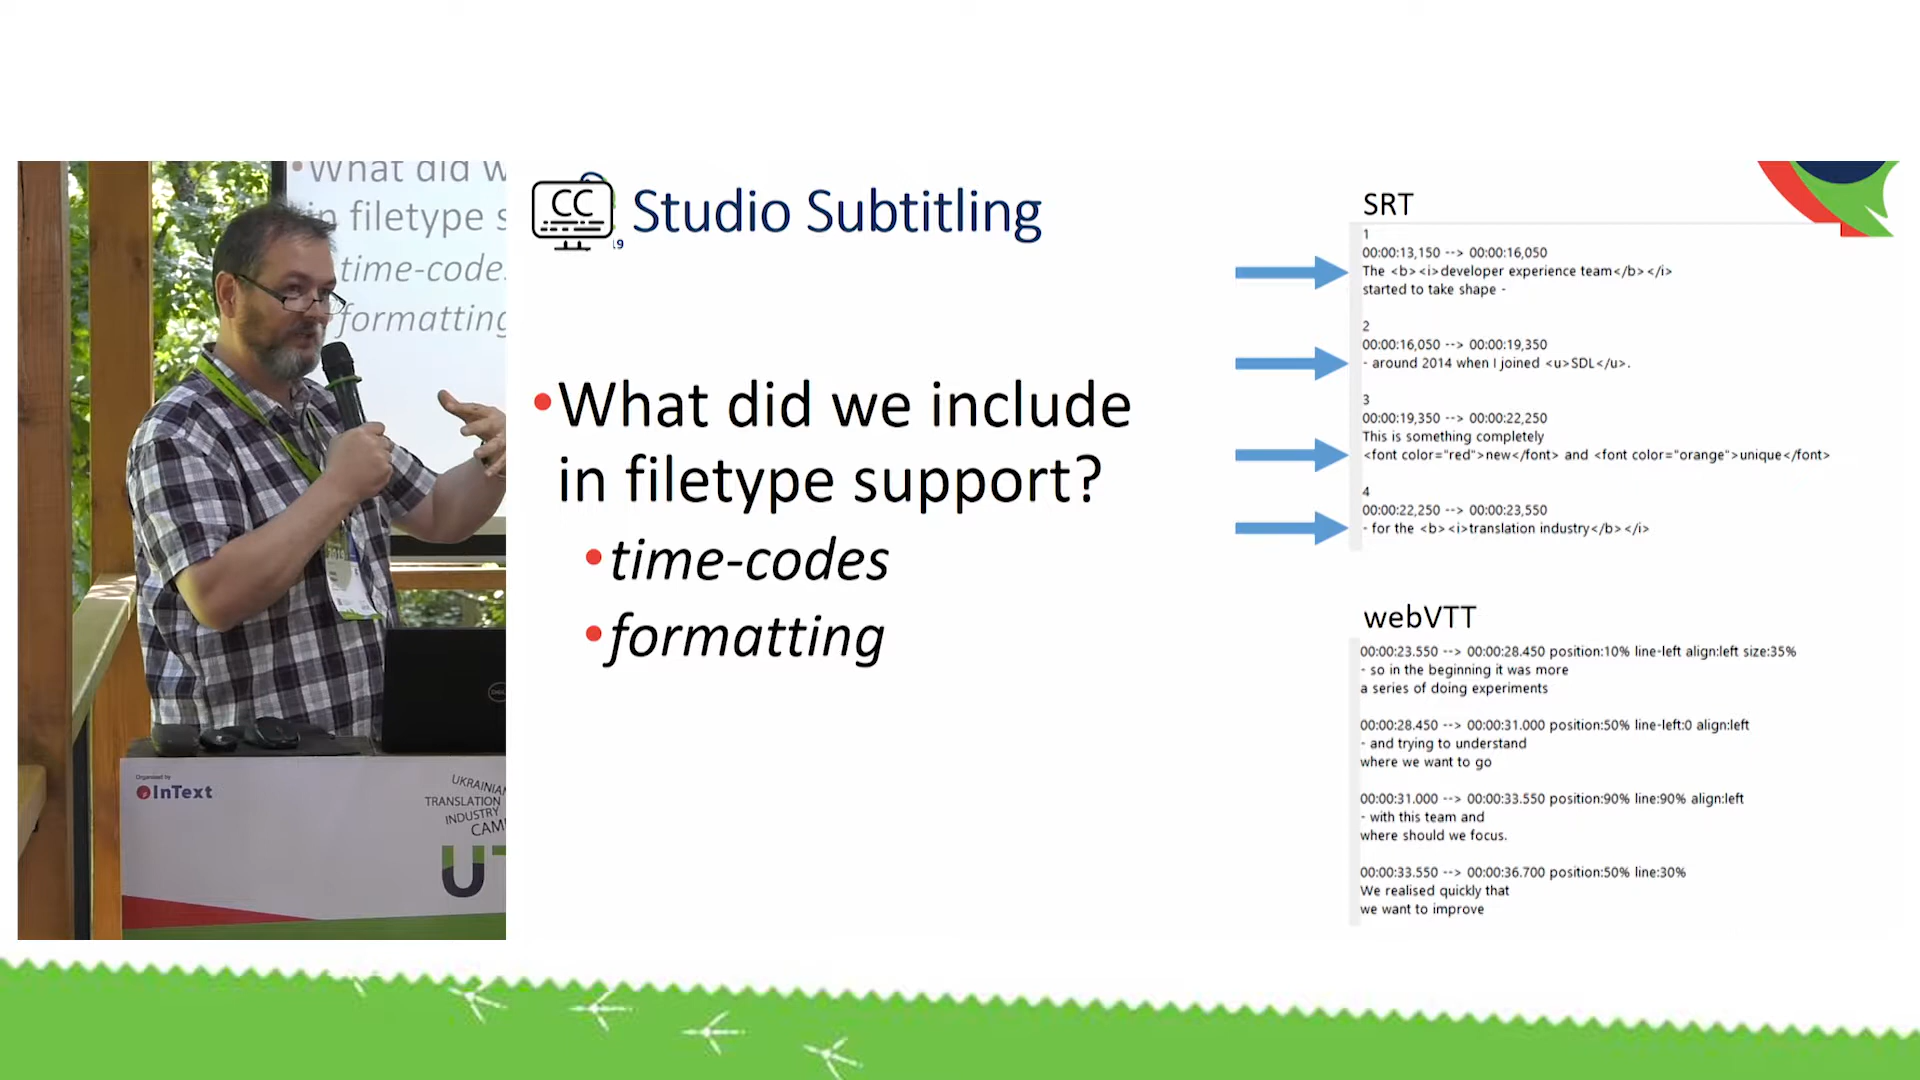 What did w
in filetype s
time-codes
formatting
2019
Organised by
InText
UKRAINIAN
TRANSLATION
INDUSTRY
CAM
UT
CC
19
Studio Subtitling
•What did we include
in filetype support?
•time-codes
•formatting
SRT
1
00:00:13,150 --> 00:00:16,050
The <b><i>developer experience team</b></i>
started to take shape -
2
00:00:16,050 --> 00:00:19,350
- around 2014 when I joined <u>SDL</u>.
3
00:00:19,350 --> 00:00:22,250
This is something completely
<font color="red">new</font> and <font color="orange">unique</font>
4
00:00:22,250 --> 00:00:23,550
- for the <b><i>translation industry</b></i>
webVTT
00:00:23.550 --> 00:00:28.450 position:10% line-left align:left size:35%
- so in the beginning it was more
a series of doing experiments
00:00:28.450 --> 00:00:31.000 position:50% line-left:0 align:left
- and trying to understand
where we want to go
00:00:31.000 --> 00:00:33.550 position:90% line:90% align:left
- with this team and
where should we focus.
00:00:33.550 --> 00:00:36.700 position:50% line:30%
We realised quickly that
we want to improve